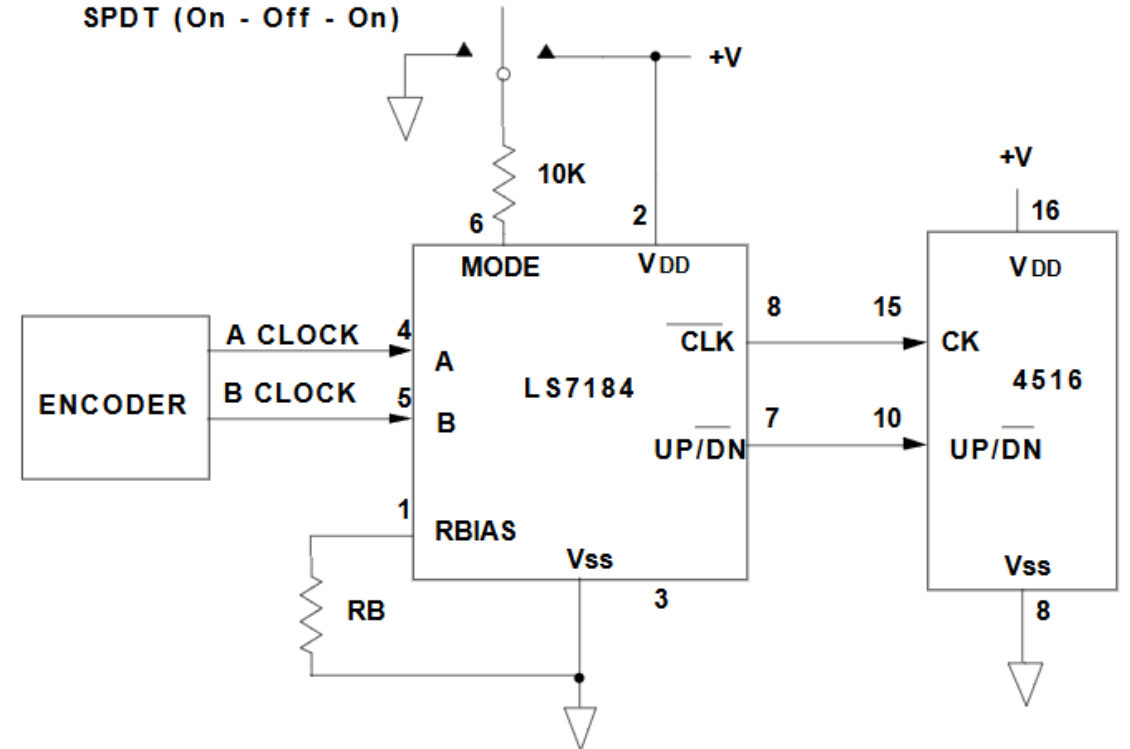 SPDT (On - Off - On)
+V
10K
+V
6
2
16
MODE
VDD
VDD
8
15
A CLOCK
4
CLK
CK
A
LS7184
4516
ENCODER
B CLOCK
5
B
7
10
UP/DN
UP/DN
1
RBIAS
Vss
Vss
3
RB
8